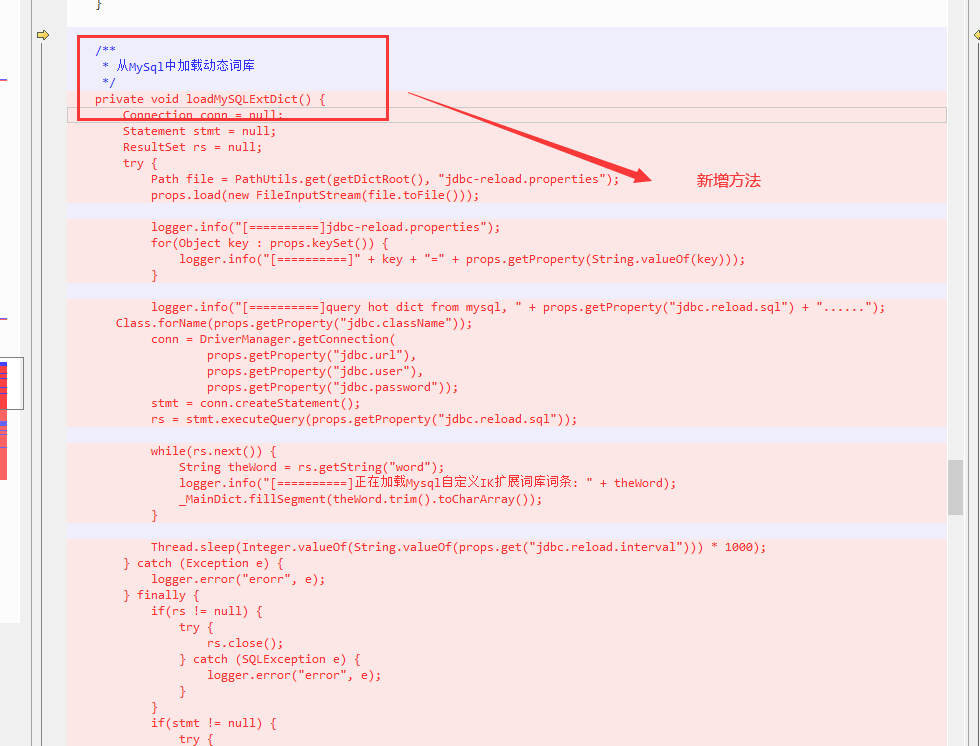 }
/**
 * 从MySql中加载动态词库
 */
private void loadMySQLExtDict() {
Connection conn = null;
Statement stmt = null;
ResultSet rs = null;
try {
Path file = PathUtils.get(getDictRoot(), "jdbc-reload.properties");
新增方法
props.load(new FileInputStream(file.toFile()));
logger.info("[==========]jdbc-reload.properties");
for(Object key : props.keySet()) {
logger.info("[==========]" + key + "=" + props.getProperty(String.valueOf(key)));
}
logger.info("[==========]query hot dict from mysql, " + props.getProperty("jdbc.reload.sql") + "......");
Class.forName(props.getProperty("jdbc.className"));
conn = DriverManager.getConnection(
props.getProperty("jdbc.url"),
props.getProperty("jdbc.user"),
props.getProperty("jdbc.password"));
stmt = conn.createStatement();
rs = stmt.executeQuery(props.getProperty("jdbc.reload.sql"));
while(rs.next()) {
String theWord = rs.getString("word");
logger.info("[==========]正在加载Mysql自定义IK扩展词库词条: " + theWord);
_MainDict.fillSegment(theWord.trim().toCharArray());
}
Thread.sleep(Integer.valueOf(String.valueOf(props.get("jdbc.reload.interval"))) * 1000);
} catch (Exception e) {
logger.error("erorr", e);
} finally {
if(rs != null) {
try {
rs.close();
} catch (SQLException e) {
logger.error("error", e);
}
}
if(stmt != null) {
try {